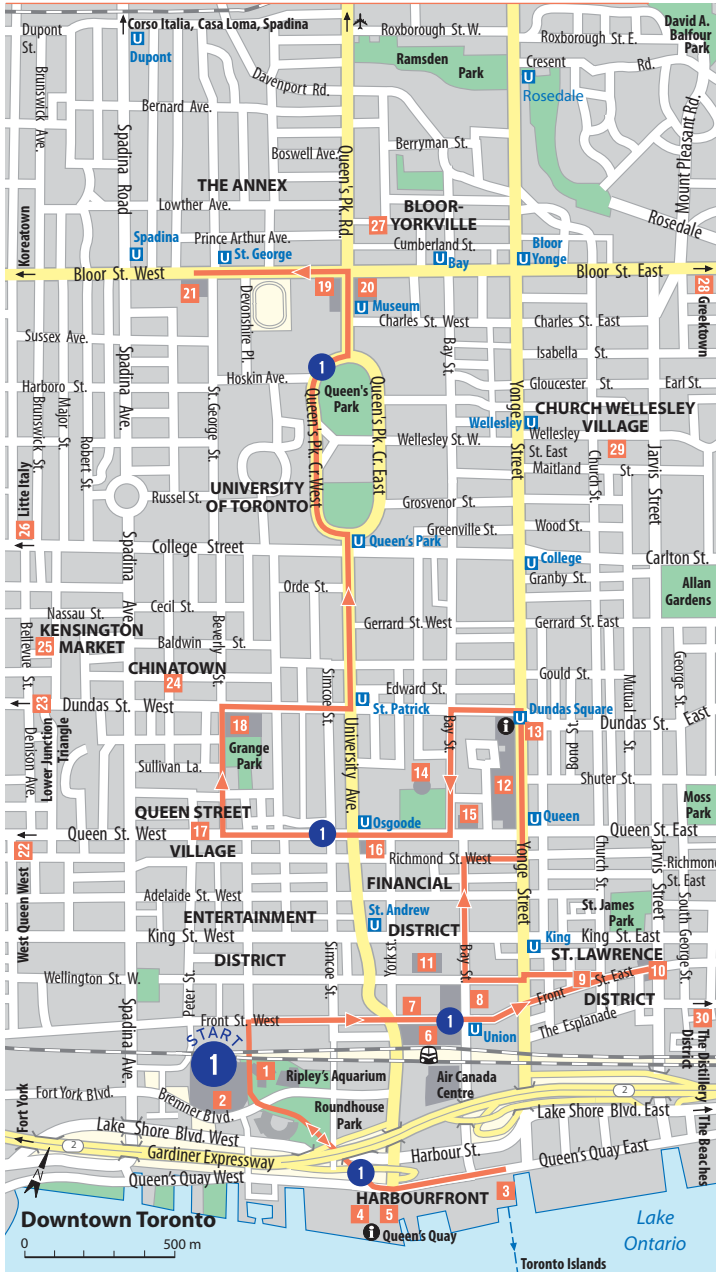 Corso Italia, Casa Loma, Spadina
Dupont
St.
U
Dupont
Roxborough St. W.
Roxborough St. E.
David A.
Balfour
Park
Ramsden
Park
Cresent
Rd.
U
Rosedale
Davenport Rd.
Brunswick Ave.
Bernard Ave.
Spadina Road
Boswell Ave.
Queen's Pk. Rd.
Berryman St.
Mount Pleasant Rd.
THE ANNEX
Lowther Ave.
BLOOR-
YORKVILLE
27
Rosedale
Koreatown
Spadina
U
Prince Arthur Ave.
U St. George
Cumberland St.
U
Bay
Bloor
Yonge
U
Bloor St. West
Bloor St. East
21
19
20
28
Greektown
U Museum
Devonshire Pl.
Charles St. West
Charles St. East
Sussex Ave.
Isabella St.
1
Bay St.
Harboro St.
Hoskin Ave.
Gloucester St.
Earl St.
Queen's
Park
Spadina Ave.
St. George St.
Brunswick St.
Major St.
Robert St.
Queen's Pk. Cr. West
Queen's Pk. Cr. East
Yonge Street
CHURCH WELLESLEY
VILLAGE
Wellesley U
Wellesley
St. East
Wellesley St. W.
29
Maitland St.
Church St.
Jarvis Street
UNIVERSITY
OF TORONTO
Russel St.
Litte Italy
26
Grosvenor St.
Wood St.
Greenville St.
College Street
U Queen's Park
U College
Carlton St.
Granby St.
Spadina Ave.
Orde St.
Allan
Gardens
Nassau St.
Cecil St.
Gerrard St. West
Gerrard St. East
KENSINGTON
MARKET
25
Bellevue St.
Baldwin St.
Beverly St.
CHINATOWN
24
Simcoe St.
Gould St.
George St.
Mutual St.
Edward St.
23
Dundas St. West
U
St. Patrick
U Dundas Square
Dundas St. East
Denison Ave.
Lower Junction
Triangle
18
Grange
Park
University Ave.
Bay St.
i
13
Bond St.
Sullivan La.
14
12
Shuter St.
Moss
Park
QUEEN STREET
VILLAGE
17
1
U Osgoode
15
U Queen
Queen St. West
Queen St. East
22
16
Richmond St. West
Richmond
St. East
West Queen West
FINANCIAL
DISTRICT
Yonge Street
Church St.
Jarvis Street
South George St.
Adelaide St. West
ENTERTAINMENT
DISTRICT
St. Andrew
U
St. James
Park
King St. West
U King
King St. East
Simcoe St.
York St.
11
Bay St.
ST. LAWRENCE
DISTRICT
9
10
Wellington St. W.
Peter St.
Front St. East
7
8
Front St. West
1
6
U Union
The Esplanade
30
The Distillery
District
START
1
Spadina Ave.
1
Ripley's Aquarium
Air Canada
Centre
2
Fort York Blvd.
Bremner Blvd.
Roundhouse
Park
2
Fort York
Lake Shore Blvd. West
Lake Shore Blvd. East
The Beaches
2
Gardiner Expressway
Harbour St.
1
Queen's Quay East
N
Queen's Quay West
HARBOURFRONT
3
4
5
i Queen's Quay
Downtown Toronto
0
500 m
Lake
Ontario
Toronto Islands